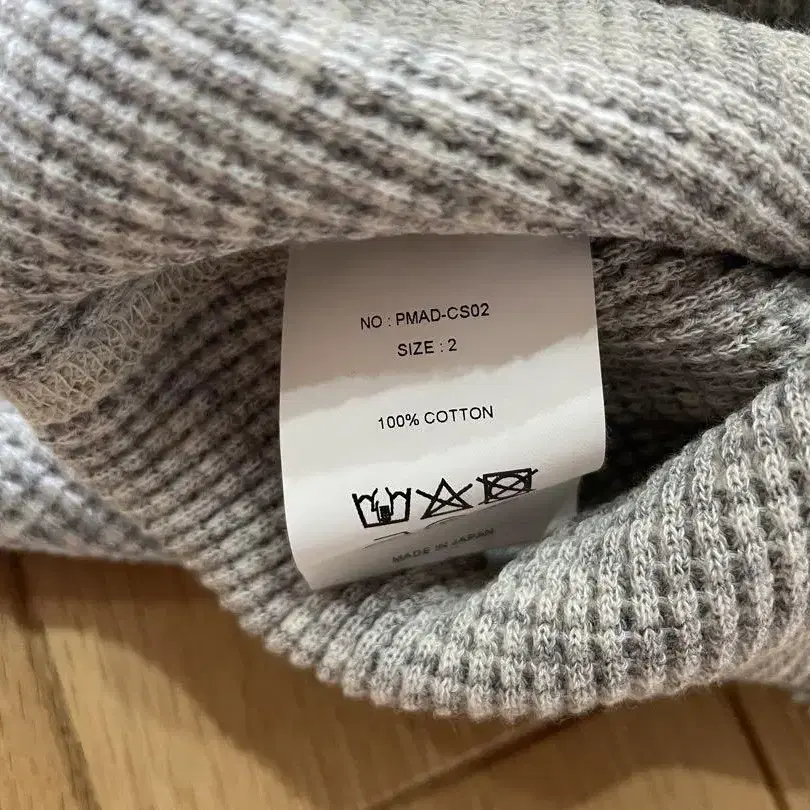 NO : PMAD-CS02
SIZE : 2
100% COTTON
MADE IN JAPAN